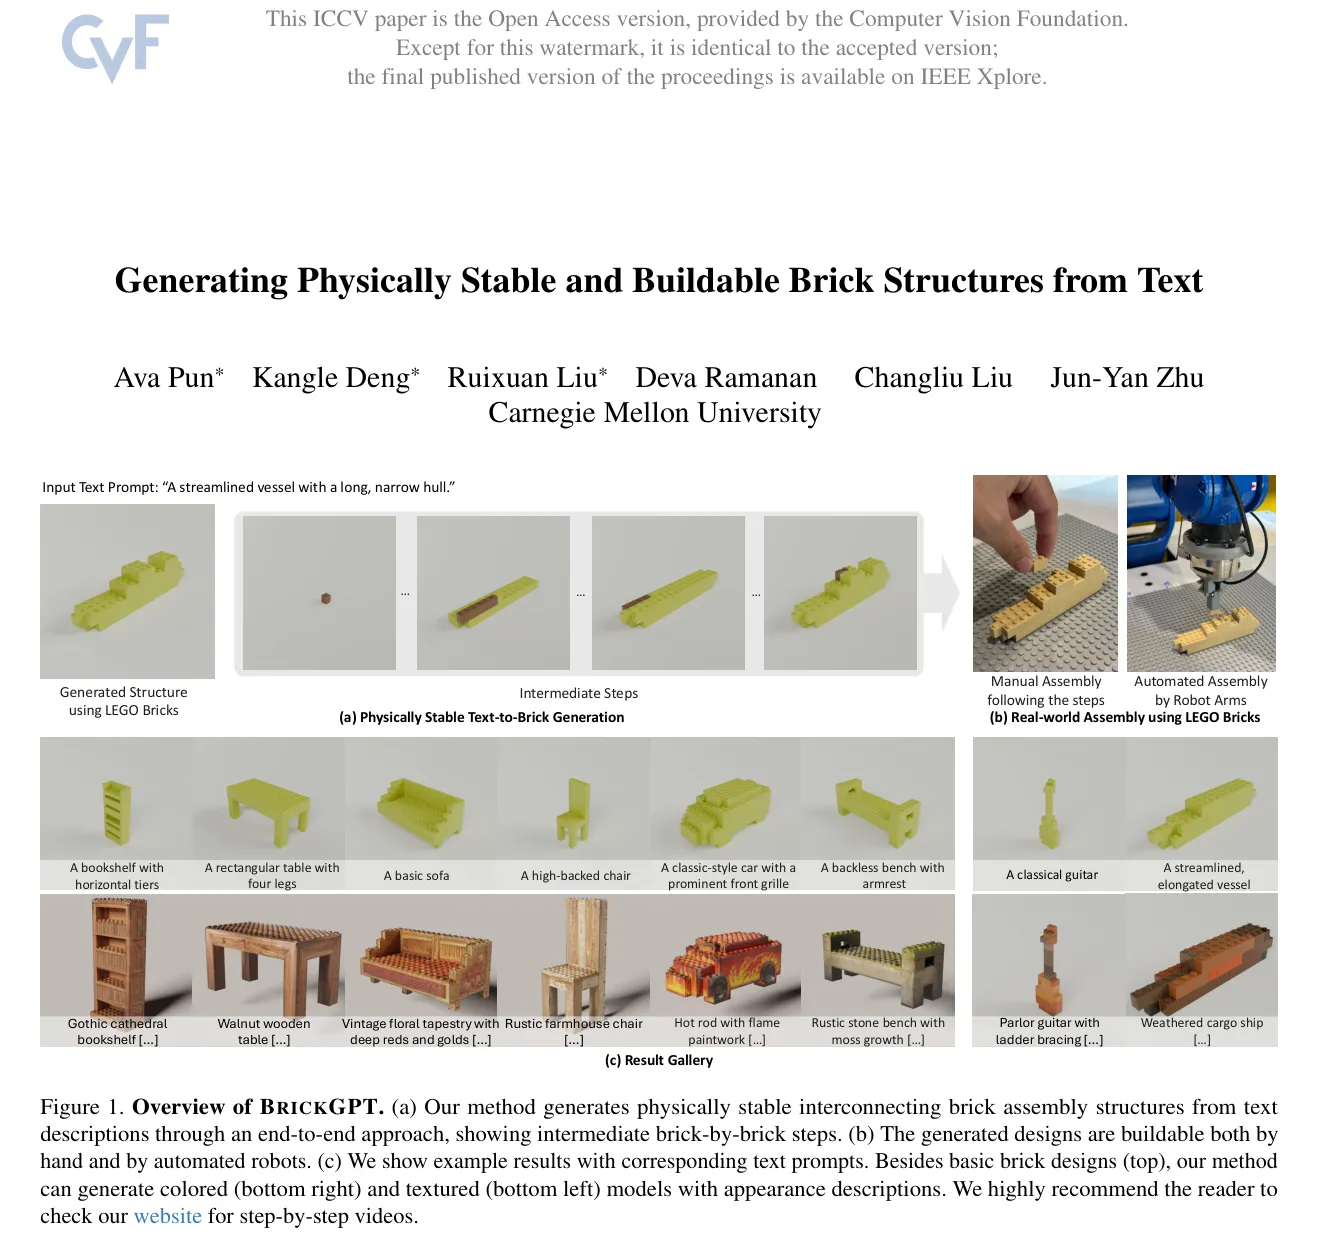 CVF
This ICCV paper is the Open Access version, provided by the Computer Vision Foundation.
Except for this watermark, it is identical to the accepted version;
the final published version of the proceedings is available on IEEE Xplore.
Generating Physically Stable and Buildable Brick Structures from Text
Ava Pun* Kangle Deng* Ruixuan Liu* Deva Ramanan Changliu Liu Jun-Yan Zhu
Carnegie Mellon University
Input Text Prompt: “A streamlined vessel with a long, narrow hull.”
... ... ...
Generated Structure
using LEGO Bricks
Intermediate Steps
(a) Physically Stable Text-to-Brick Generation
Manual Assembly
following the steps
Automated Assembly
by Robot Arms
(b) Real-world Assembly using LEGO Bricks
A bookshelf with
horizontal tiers
A rectangular table with
four legs
A basic sofa
A high-backed chair
A classic-style car with a
prominent front grille
A backless bench with
armrest
A classical guitar
A streamlined,
elongated vessel
Gothic cathedral
bookshelf [...]
Walnut wooden
table [...]
Vintage floral tapestry with
deep reds and golds [...]
Rustic farmhouse chair
[...]
Hot rod with flame
paintwork [...]
Rustic stone bench with
moss growth [...]
Parlor guitar with
ladder bracing [...]
Weathered cargo ship
[...]
(c) Result Gallery
Figure 1. Overview of BRICKGPT. (a) Our method generates physically stable interconnecting brick assembly structures from text
descriptions through an end-to-end approach, showing intermediate brick-by-brick steps. (b) The generated designs are buildable both by
hand and by automated robots. (c) We show example results with corresponding text prompts. Besides basic brick designs (top), our method
can generate colored (bottom right) and textured (bottom left) models with appearance descriptions. We highly recommend the reader to
check our website for step-by-step videos.